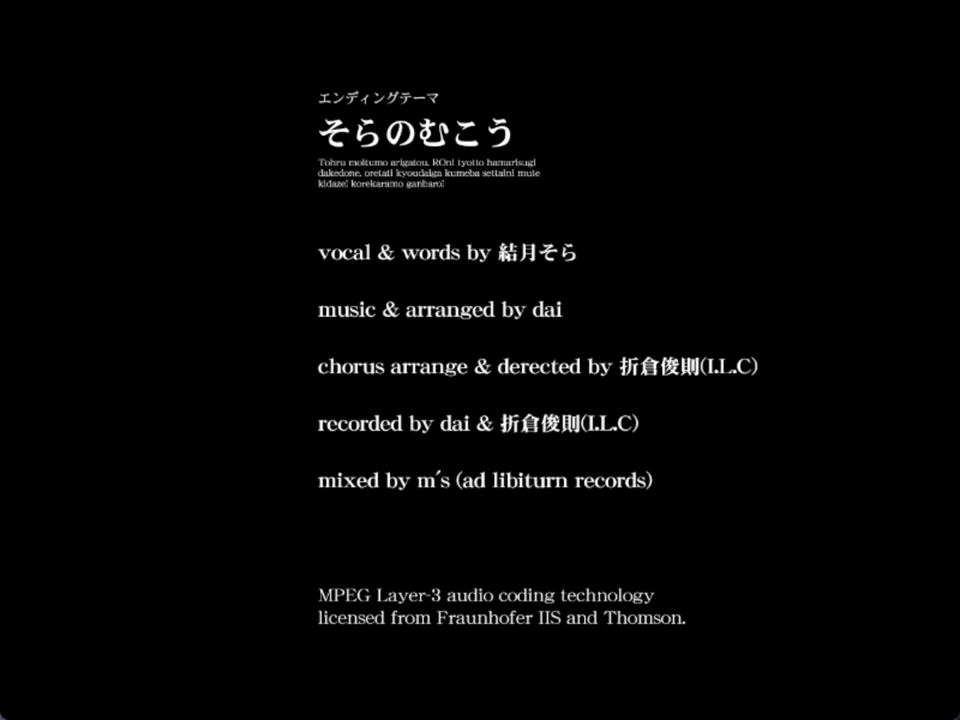 エンディングテーマ
そらのむこう
Tohru moitumo arigatou. ROni tyotto hamarisugi
dakedone. oretati kyoudaiga kumeba settaini mute
kidaze! korekaramo ganbaro!
vocal & words by 結月そら
music & arranged by dai
chorus arrange & derected by 折倉俊則(I.L.C)
recorded by dai & 折倉俊則(I.L.C)
mixed by m's (ad libiturn records)
MPEG Layer-3 audio coding technology
licensed from Fraunhofer IIS and Thomson.